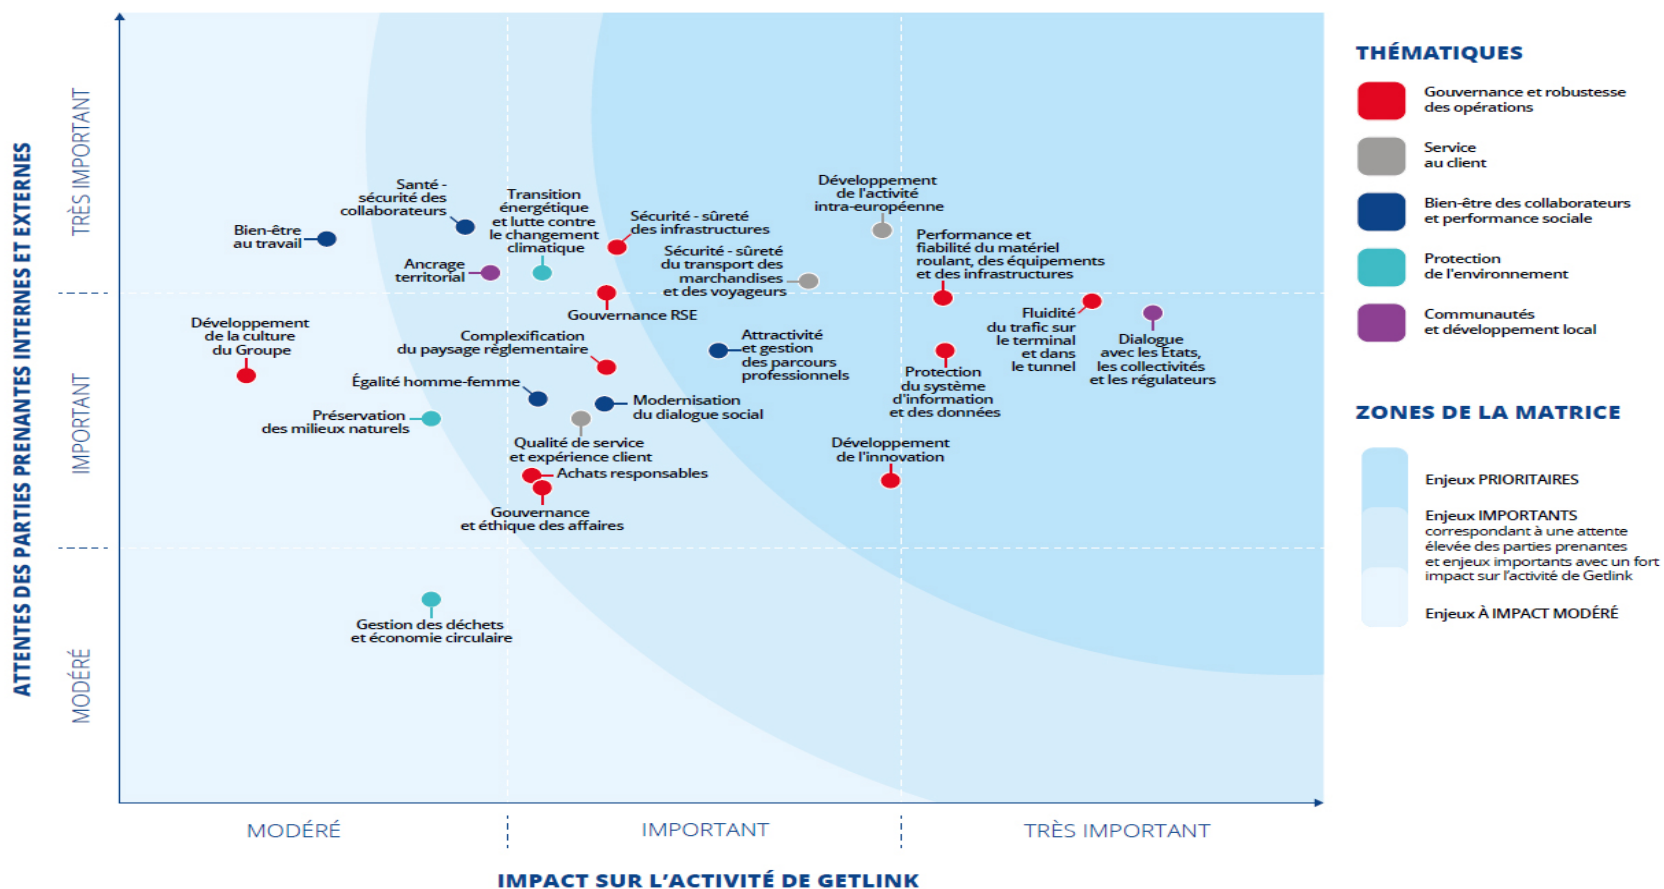 ATTENTES DES PARTIES PRENANTES INTERNES ET EXTERNES
TRÈS IMPORTANT
IMPORTANT
MODÉRÉ
Bien-être
au travail
Santé -
sécurité des
collaborateurs
Ancrage
territorial
Transition
énergétique
et lutte contre
le changement
climatique
Sécurité - sûreté
des infrastructures
Sécurité - sûreté
du transport des
marchandises
et des voyageurs
Développement
de l'activité
intra-européenne
Performance et
fiabilité du matériel
roulant, des équipements
et des infrastructures
Gouvernance RSE
Développement
de la culture
du Groupe
Complexification
du paysage règlementaire
Attractivité
et gestion
des parcours
professionnels
Fluidité
du trafic sur
le terminal
et dans
le tunnel
Dialogue
avec les Etats,
les collectivités
et les régulateurs
Protection
du système
d'information
et des données
Égalité homme-femme
Modernisation
du dialogue social
Préservation
des milieux naturels
Qualité de service
et expérience client
Développement
de l'innovation
Achats responsables
Gouvernance
et éthique des affaires
Gestion des déchets
et économie circulaire
MODÉRÉ
IMPORTANT
TRÈS IMPORTANT
IMPACT SUR L'ACTIVITÉ DE GETLINK
THÉMATIQUES
Gouvernance et robustesse
des opérations
Service
au client
Bien-être des collaborateurs
et performance sociale
Protection
de l'environnement
Communautés
et développement local
ZONES DE LA MATRICE
Enjeux PRIORITAIRES
Enjeux IMPORTANTS
correspondant à une attente
élevée des parties prenantes
et enjeux importants avec un fort
impact sur l'activité de Getlink
Enjeux À IMPACT MODÉRÉ